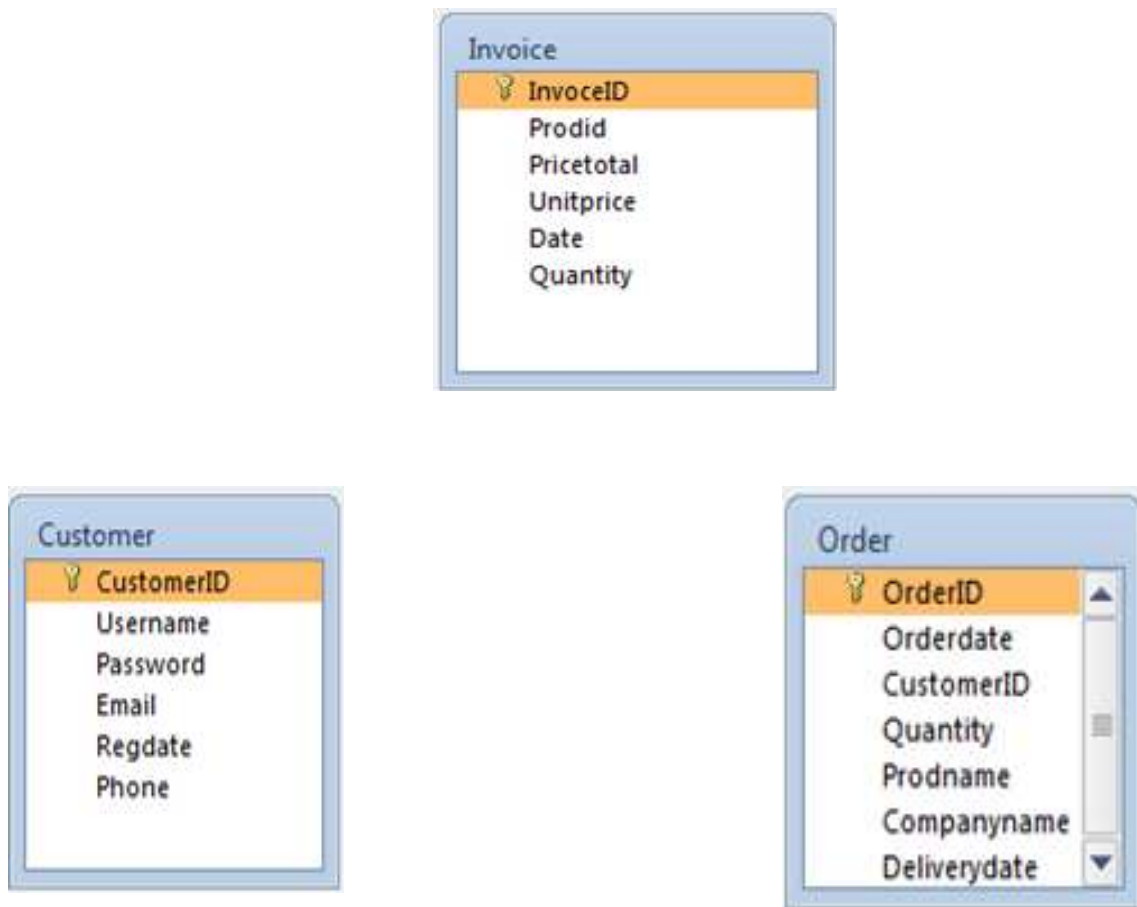 Invoice
InvoceID
Prodid
Pricetotal
Unitprice
Date
Quantity
Customer
CustomerID
Username
Password
Email
Regdate
Phone
Order
OrderID
Orderdate
CustomerID
Quantity
Prodname
Companyname
Deliverydate